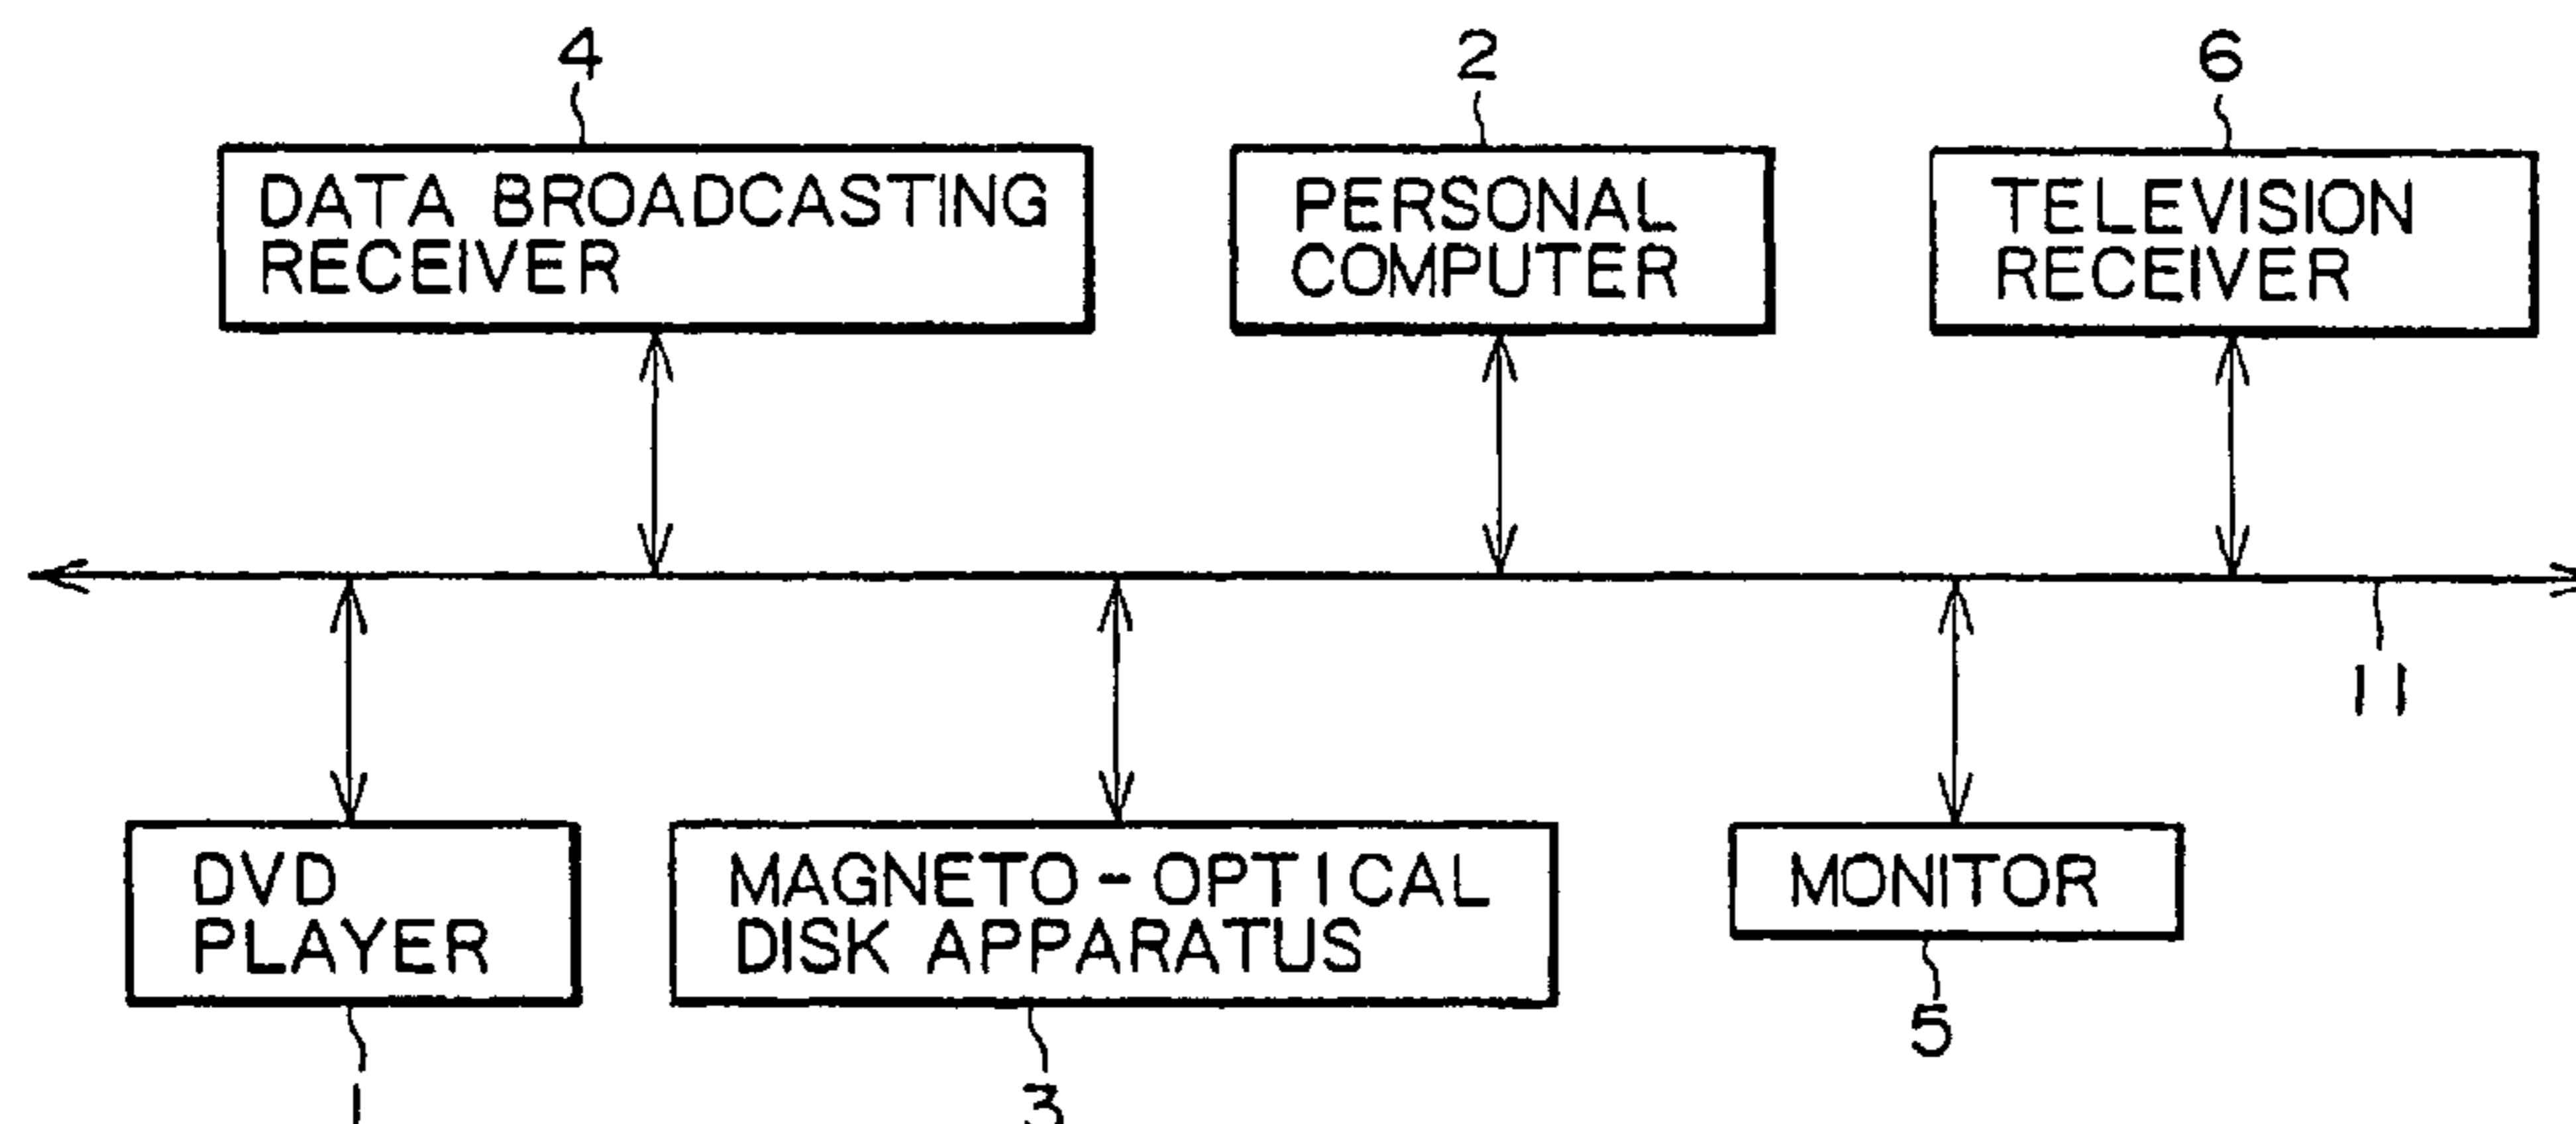 4
2
6
DATA BROADCASTING
RECEIVER
PERSONAL
COMPUTER
TELEVISION
RECEIVER
11
DVD
PLAYER
MAGNETO-OPTICAL
DISK APPARATUS
MONITOR
1
3
5